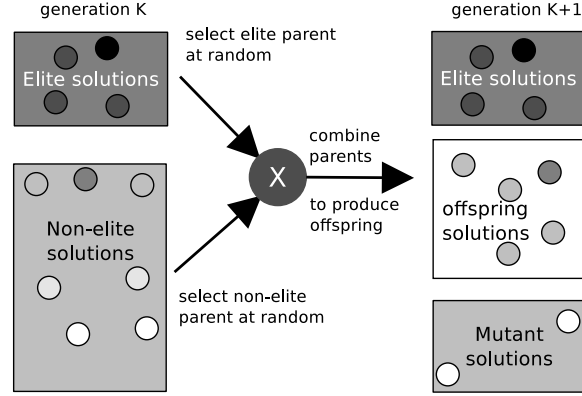 generation K
generation K+1
select elite parent
at random
Elite solutions
Elite solutions
combine
parents
X
to produce
offspring
Non-elite
solutions
offspring
solutions
select non-elite
parent at random
Mutant
solutions